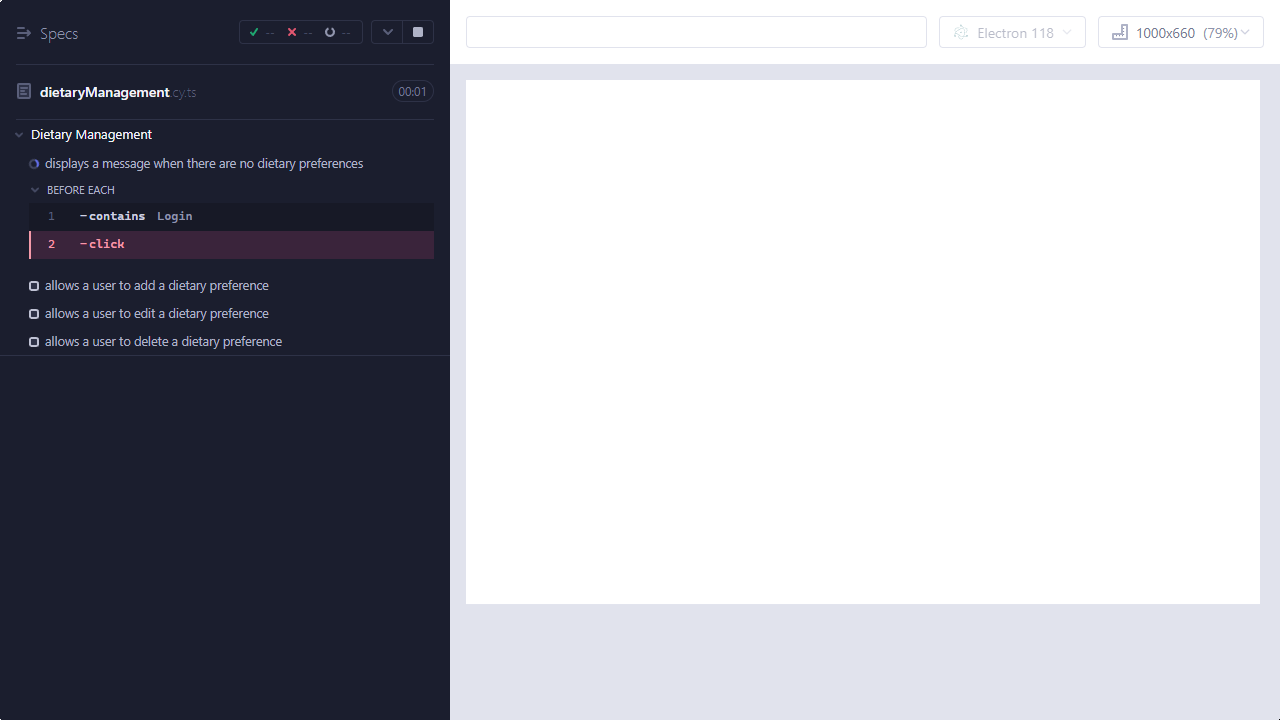 Specs
-- -- --
Electron 118
1000x660 (79%)
dietaryManagement.cy.ts
00:01
Dietary Management
displays a message when there are no dietary preferences
BEFORE EACH
1 -contains Login
2 -click
allows a user to add a dietary preference
allows a user to edit a dietary preference
allows a user to delete a dietary preference